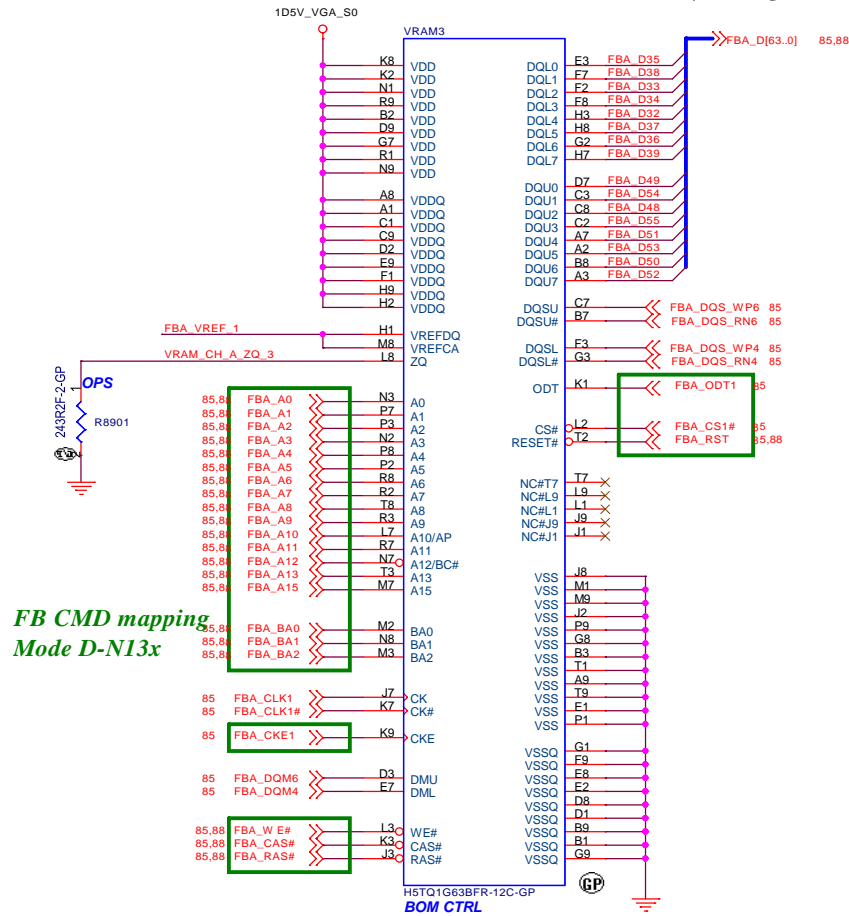 1D5V_VGA_S0
VRAM3
FBA_D[63..0] 85,88
K8 VDD DQL0 E3 FBA_D35
K2 VDD DQL1 F7 FBA_D38
N1 VDD DQL2 F2 FBA_D33
R9 VDD DQL3 F8 FBA_D34
B2 VDD DQL4 H3 FBA_D32
D9 VDD DQL5 H8 FBA_D37
G7 VDD DQL6 G2 FBA_D36
R1 VDD DQL7 H7 FBA_D39
N9 VDD
DQU0 D7 FBA_D49
A8 VDDQ DQU1 C3 FBA_D54
A1 VDDQ DQU2 C8 FBA_D48
C1 VDDQ DQU3 C2 FBA_D55
C9 VDDQ DQU4 A7 FBA_D51
D2 VDDQ DQU5 A2 FBA_D53
E9 VDDQ DQU6 B8 FBA_D50
F1 VDDQ DQU7 A3 FBA_D52
H9 VDDQ
H2 VDDQ DQSU C7 FBA_DQS_WP6 85
DQSU# B7 FBA_DQS_RN6 85
FBA_VREF_1 H1 VREFDQ
M8 VREFCA DQSL F3 FBA_DQS_WP4 85
VRAM_CH_A_ZQ_3 L8 ZQ DQSL# G3 FBA_DQS_RN4 85
1 OPS
243R2F-2-GP
R8901
2
ODT K1 FBA_ODT1 85
85,88 FBA_A0 N3 A0
85,88 FBA_A1 P7 A1
85,88 FBA_A2 P3 A2 CS# L2 FBA_CS1# 85
85,88 FBA_A3 N2 A3 RESET# T2 FBA_RST 85,88
85,88 FBA_A4 P8 A4
85,88 FBA_A5 P2 A5
85,88 FBA_A6 R8 A6 NC#T7 T7
85,88 FBA_A7 R2 A7 NC#L9 L9
85,88 FBA_A8 T8 A8 NC#L1 L1
85,88 FBA_A9 R3 A9 NC#J9 J9
85,88 FBA_A10 L7 A10/AP NC#J1 J1
85,88 FBA_A11 R7 A11
85,88 FBA_A12 N7 A12/BC#
85,88 FBA_A13 T3 A13 VSS J8
85,88 FBA_A15 M7 A15 VSS M1
VSS M9
FB CMD mapping
Mode D-N13x
VSS J2
85,88 FBA_BA0 M2 BA0 VSS P9
85,88 FBA_BA1 N8 BA1 VSS G8
85,88 FBA_BA2 M3 BA2 VSS B3
VSS T1
VSS A9
85 FBA_CLK1 J7 CK VSS T9
85 FBA_CLK1# K7 CK# VSS E1
VSS P1
85 FBA_CKE1 K9 CKE
VSSQ G1
VSSQ F9
85 FBA_DQM6 D3 DMU VSSQ E8
85 FBA_DQM4 E7 DML VSSQ E2
VSSQ D8
VSSQ D1
85,88 FBA_W E# L3 WE# VSSQ B9
85,88 FBA_CAS# K3 CAS# VSSQ B1
85,88 FBA_RAS# J3 RAS# VSSQ G9
GP
H5TQ1G63BFR-12C-GP
BOM CTRL